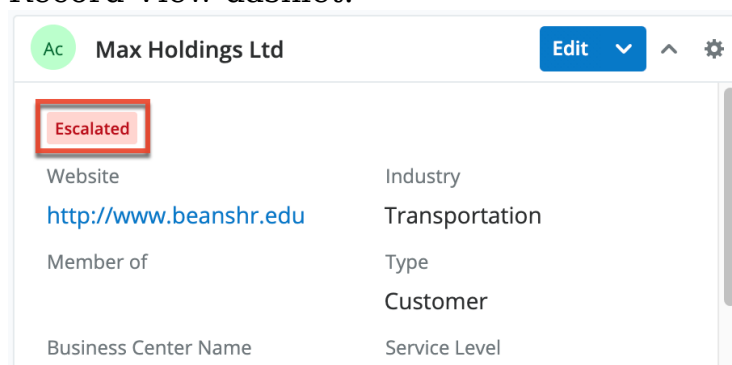 Record View dashlet.
Ac Max Holdings Ltd Edit
Escalated
Website Industry
http://www.beanshr.edu Transportation
Member of Type
Customer
Business Center Name Service Level